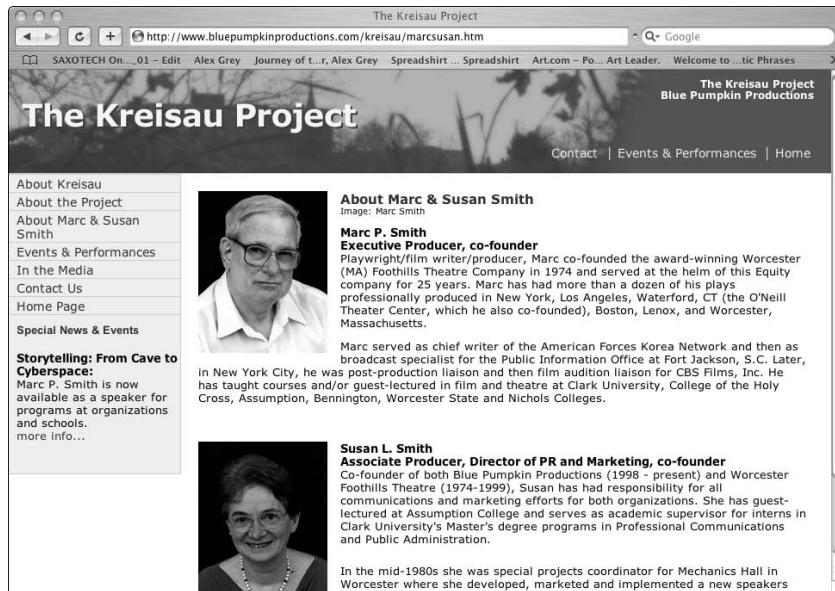 The Kreisau Project
http://www.bluepumpkinproductions.com/kreisau/marcsusan.htm
Google
SAXOTECH On..._01 – Edit Alex Grey Journey of t...r, Alex Grey Spreadshirt ... Spreadshirt Art.com – Po... Art Leader. Welcome to ...tic Phrases
The Kreisau Project
Blue Pumpkin Productions
The Kreisau Project
Contact | Events & Performances | Home
About Kreisau
About the Project
About Marc & Susan
Smith
Events & Performances
In the Media
Contact Us
Home Page
Special News & Events
Storytelling: From Cave to
Cyberspace:
Marc P. Smith is now
available as a speaker for
programs at organizations
and schools.
more info...
About Marc & Susan Smith
Image: Marc Smith
Marc P. Smith
Executive Producer, co-founder
Playwright/film writer/producer, Marc co-founded the award-winning Worcester
(MA) Foothills Theatre Company in 1974 and served at the helm of this Equity
company for 25 years. Marc has had more than a dozen of his plays
professionally produced in New York, Los Angeles, Waterford, CT (the O'Neill
Theater Center, which he also co-founded), Boston, Lenox, and Worcester,
Massachusetts.
Marc served as chief writer of the American Forces Korea Network and then as
broadcast specialist for the Public Information Office at Fort Jackson, S.C. Later,
in New York City, he was post-production liaison and then film audition liaison for CBS Films, Inc. He
has taught courses and/or guest-lectured in film and theatre at Clark University, College of the Holy
Cross, Assumption, Bennington, Worcester State and Nichols Colleges.
Susan L. Smith
Associate Producer, Director of PR and Marketing, co-founder
Co-founder of both Blue Pumpkin Productions (1998 - present) and Worcester
Foothills Theatre (1974-1999), Susan has had responsibility for all
communications and marketing efforts for both organizations. She has guest-
lectured at Assumption College and serves as academic supervisor for interns in
Clark University's Master's degree programs in Professional Communications
and Public Administration.
In the mid-1980s she was special projects coordinator for Mechanics Hall in
Worcester where she developed, marketed and implemented a new speakers